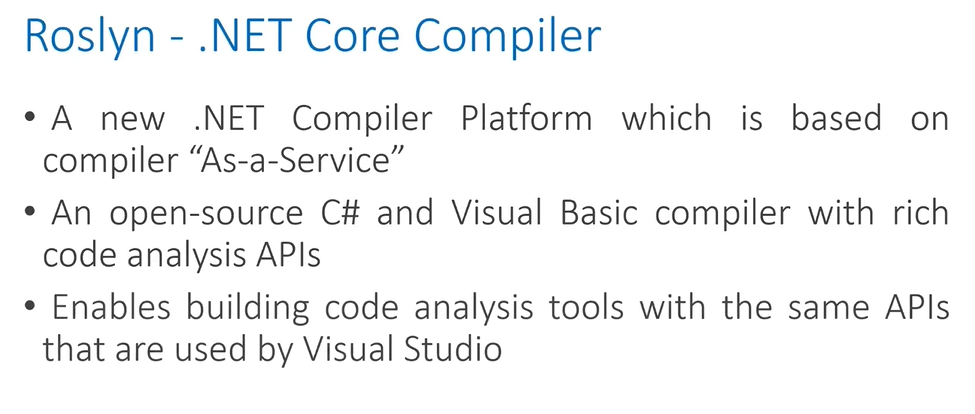 Roslyn - .NET Core Compiler
• A new .NET Compiler Platform which is based on
compiler “As-a-Service”
• An open-source C# and Visual Basic compiler with rich
code analysis APIs
• Enables building code analysis tools with the same APIs
that are used by Visual Studio